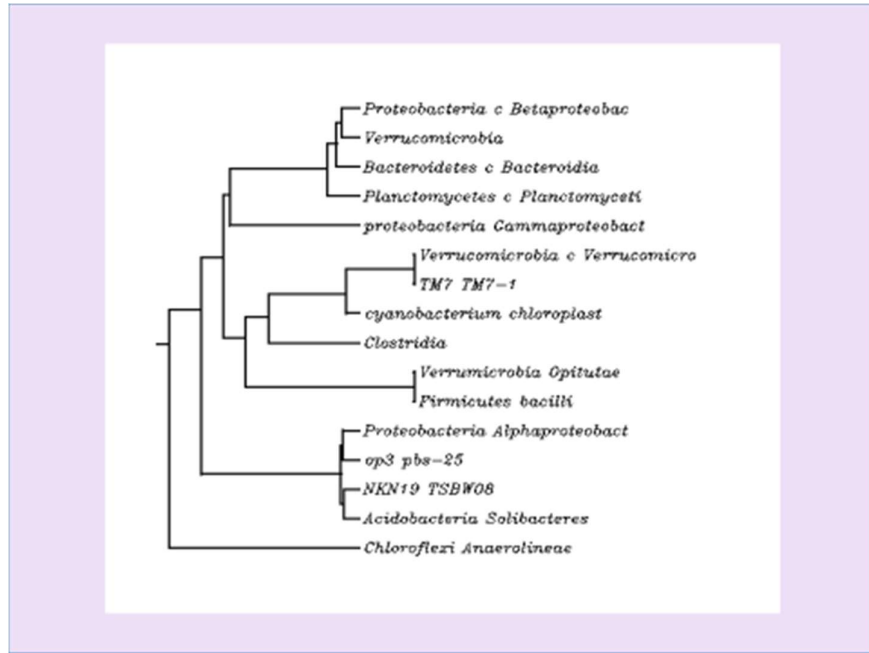 Proteobacteria c Betaproteobac
Verrucomicrobia
Bacteroidetes c Bacteroidia
Planctomycetes c Planctomyceti
proteobacteria Gammaproteobact
Verrucomicrobia c Verrucomicro
TM7 TM7-1
cyanobacterium chloroplast
Clostridia
Verrumicrobia Opitutae
Firmicutes bacilli
Proteobacteria Alphaproteobact
op3 pbs-25
NKN19 TSBW08
Acidobacteria Solibacteres
Chloroflexi Anaerolineae